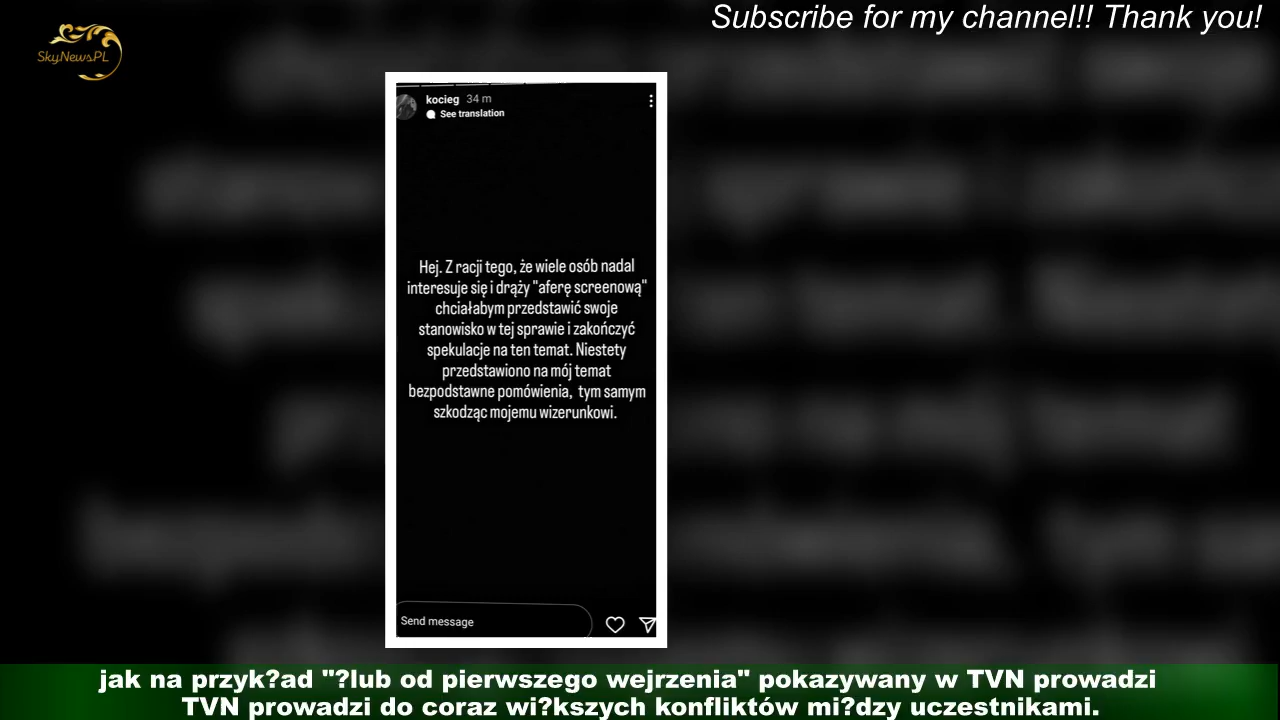 Subscribe for my channel!! Thank you!
SkyNewsPL
kocieg 34 m
See translation
Hej. Z racji tego, że wiele osób nadal
interesuje się i drąży "aferę screenową"
chciałabym przedstawić swoje
stanowisko w tej sprawie i zakończyć
spekulacje na ten temat. Niestety
przedstawiono na mój temat
bezpodstawne pomówienia, tym samym
szkodząc mojemu wizerunkowi.
Send message
jak na przyk?ad "?lub od pierwszego wejrzenia" pokazywany w TVN prowadzi
TVN prowadzi do coraz wi?kszych konfliktów mi?dzy uczestnikami.